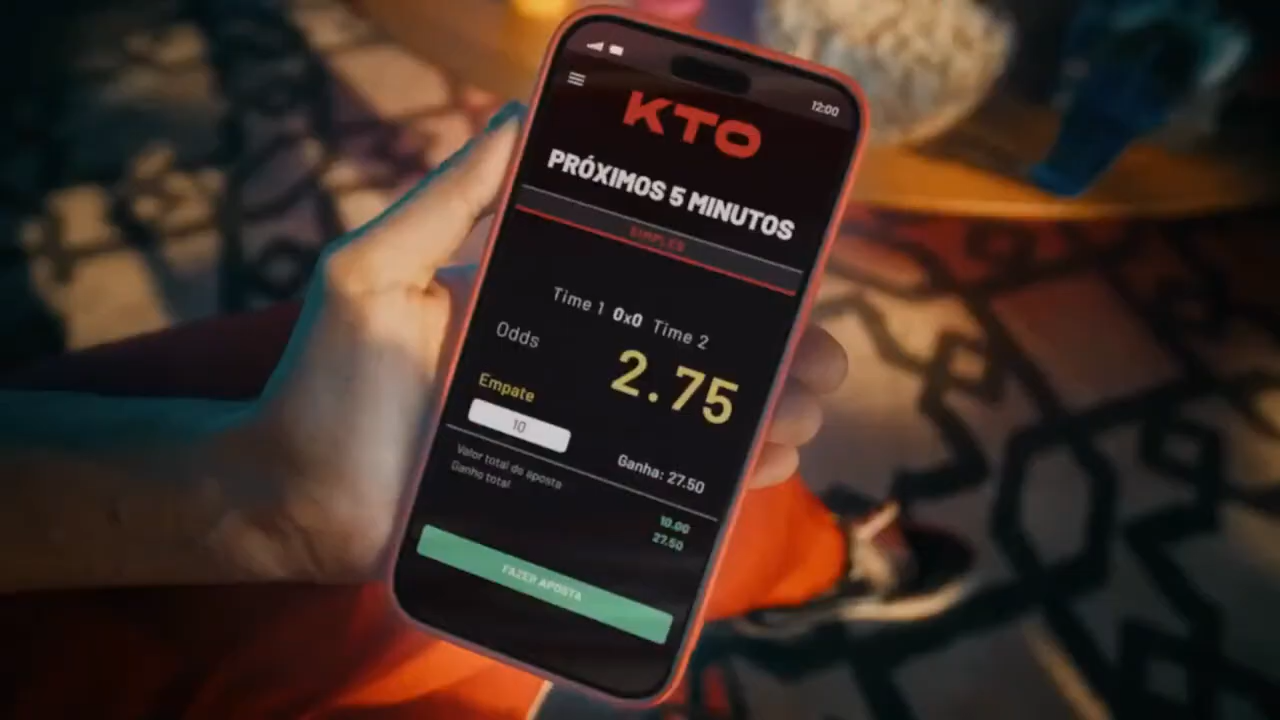 12:00
KTO
PRÓXIMOS 5 MINUTOS
SIMPLES
Time 1 0x0 Time 2
Odds
2.75
Empate
10
Ganha: 27.50
Valor total da aposta
Ganho total
10.00
27.50
FAZER APOSTA